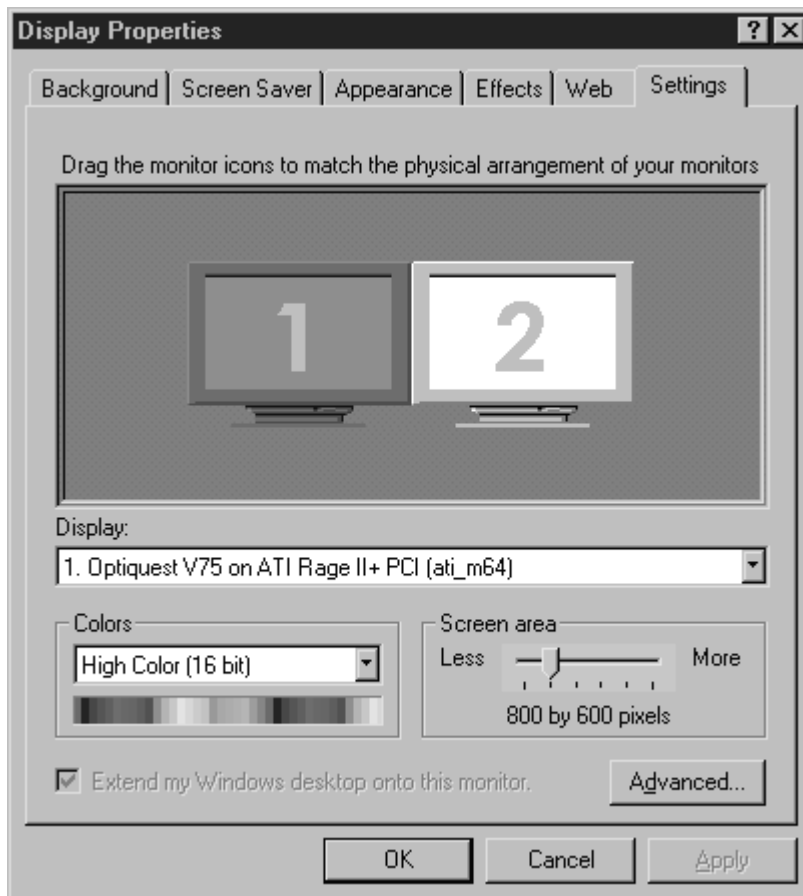 Display Properties
Background Screen Saver Appearance Effects Web Settings
Drag the monitor icons to match the physical arrangement of your monitors
1 2
Display:
1. Optiquest V75 on ATI Rage II+ PCI (ati_m64)
Colors Screen area
High Color (16 bit) Less More
800 by 600 pixels
Extend my Windows desktop onto this monitor. Advanced...
OK Cancel Apply